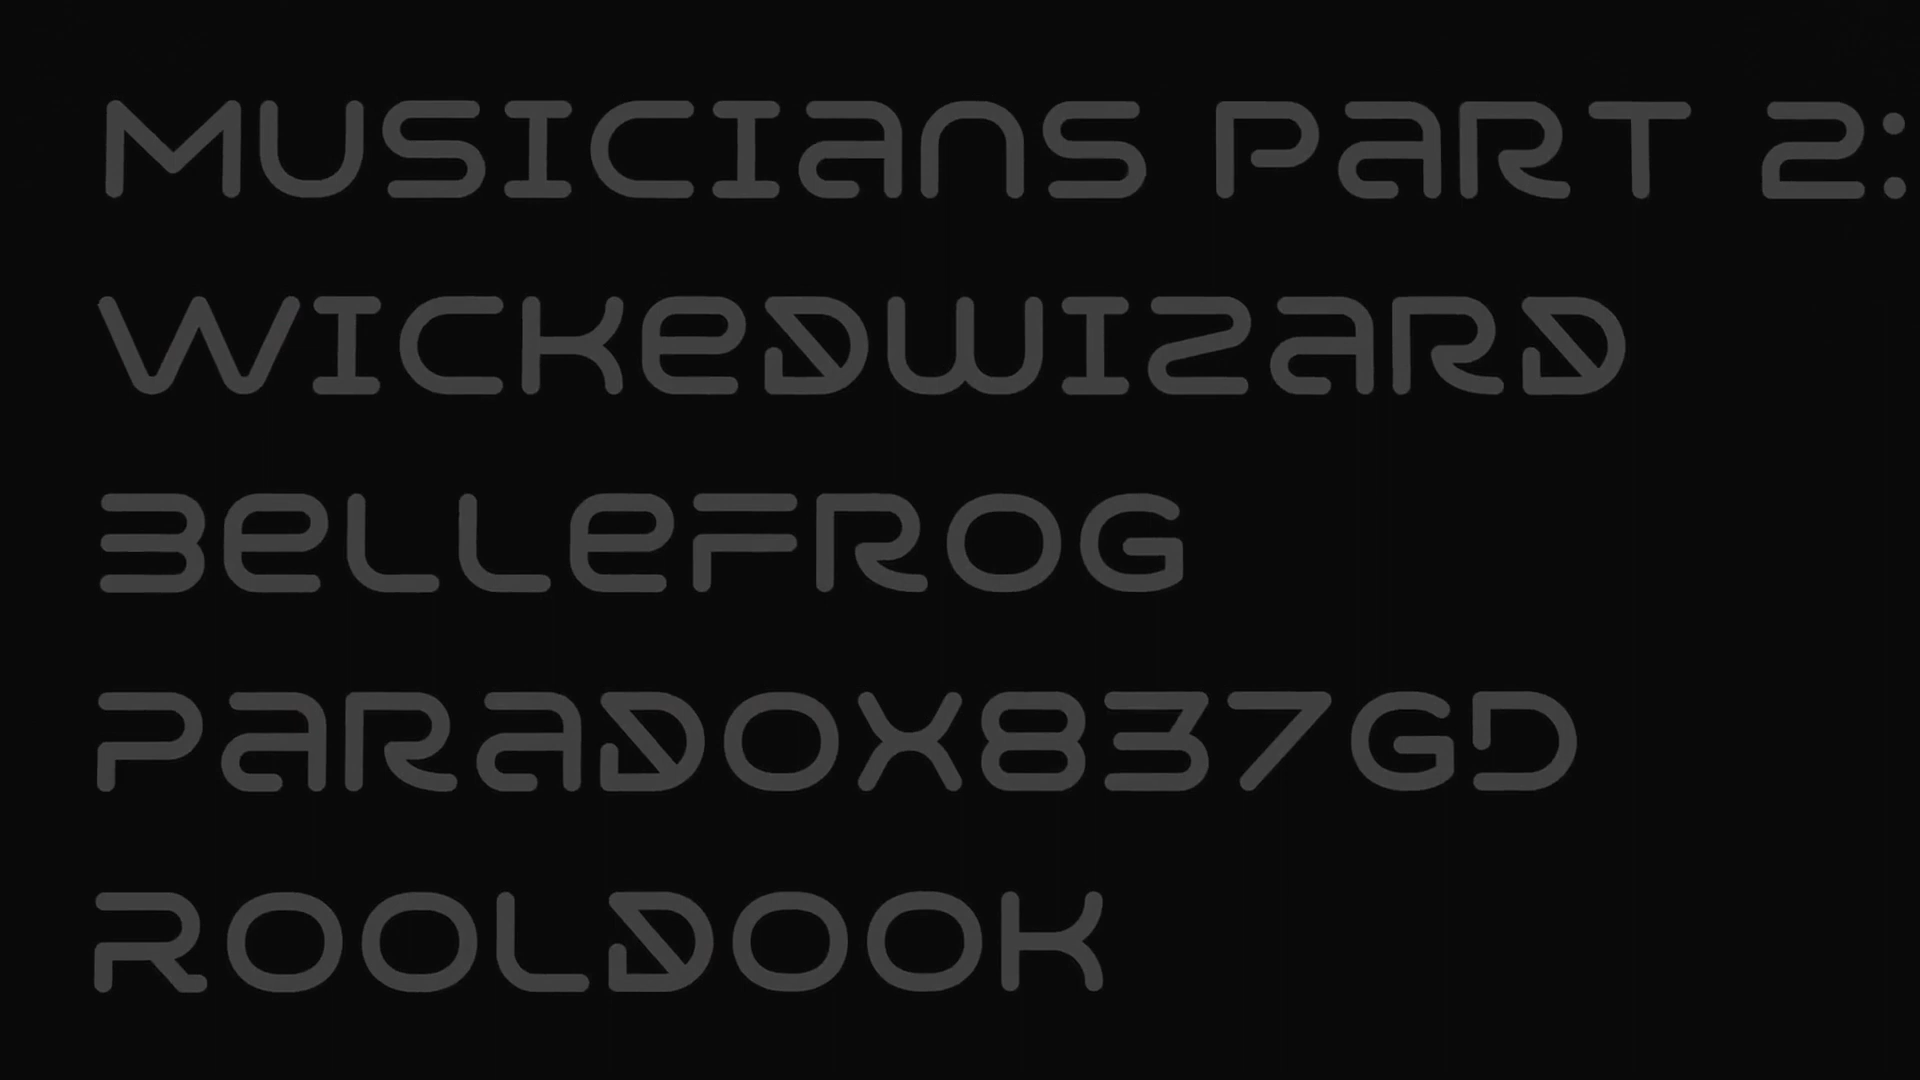 MUSICIANS PART 2:
WICKEDWIZARD
BELLEFROG
PARADOX837GD
ROOLDOOK